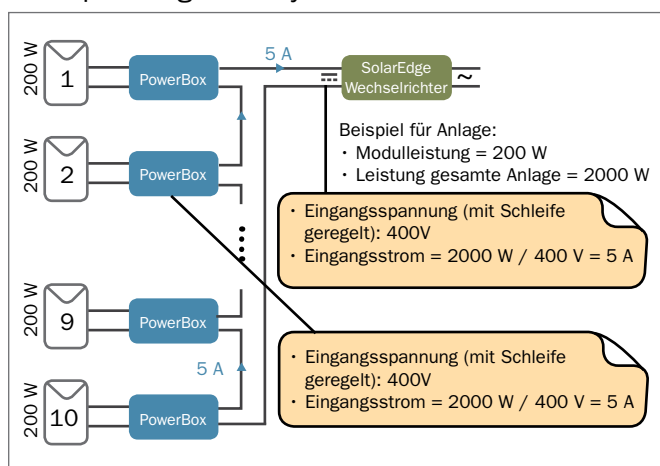 200 W
1
PowerBox
5 A
SolarEdge
Wechselrichter
~
200 W
2
PowerBox
Beispiel für Anlage:
· Modulleistung = 200 W
· Leistung gesamte Anlage = 2000 W
· Eingangsspannung (mit Schleife
geregelt): 400V
· Eingangsstrom = 2000 W / 400 V = 5 A
200 W
9
PowerBox
5 A
200 W
10
PowerBox
· Eingangsspannung (mit Schleife
geregelt): 400V
· Eingangsstrom = 2000 W / 400 V = 5 A